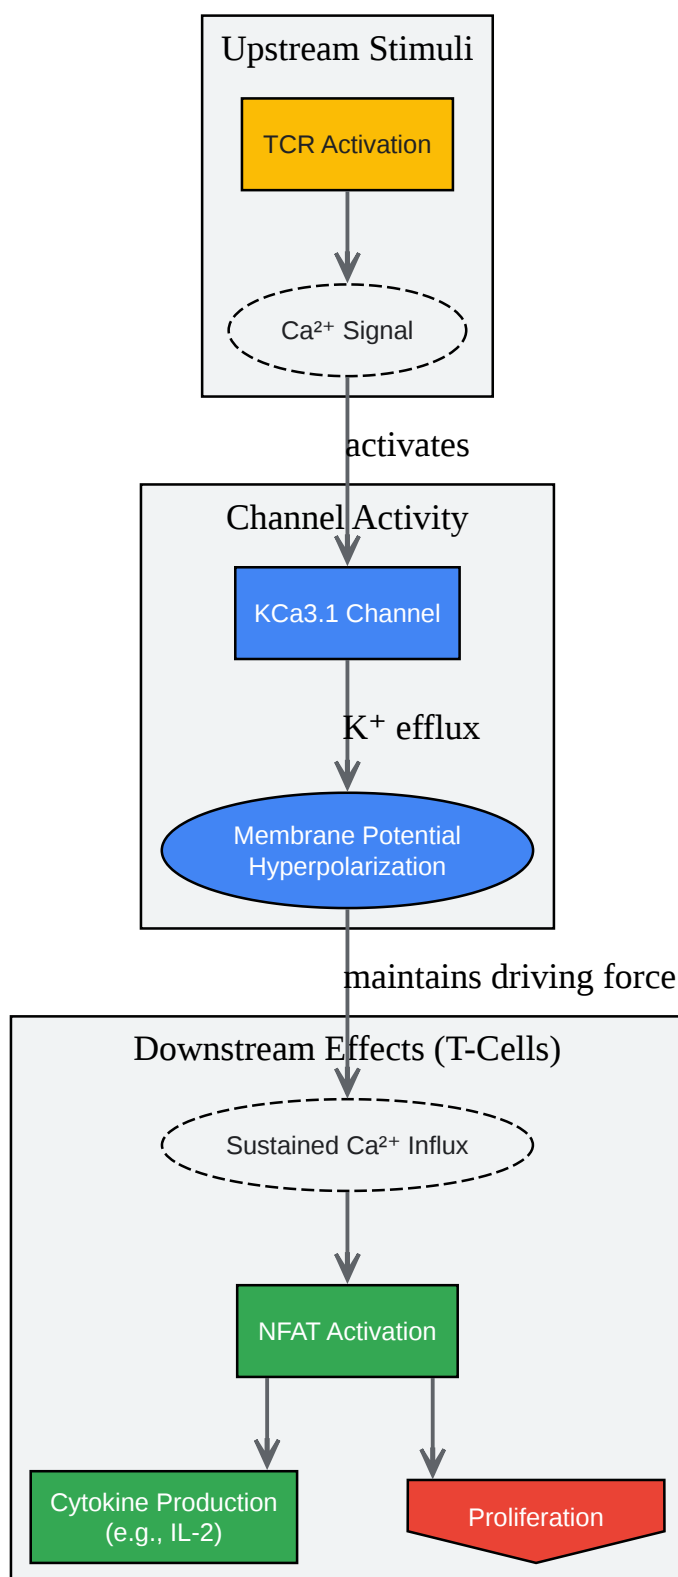 Upstream Stimuli
TCR Activation
Ca²⁺ Signal
activates
Channel Activity
KCa3.1 Channel
K⁺ efflux
Membrane Potential
Hyperpolarization
maintains driving force
Downstream Effects (T-Cells)
Sustained Ca²⁺ Influx
NFAT Activation
Cytokine Production
(e.g., IL-2)
Proliferation